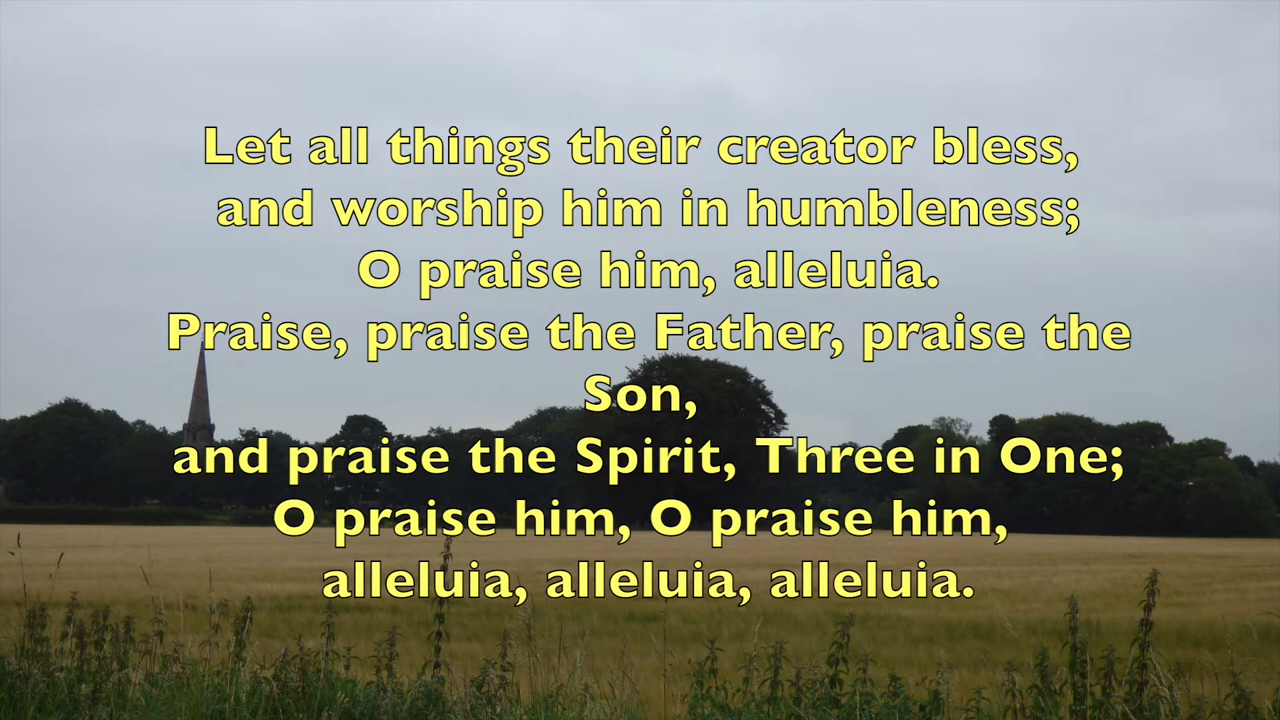 Let all things their creator bless,
and worship him in humbleness;
O praise him, alleluia.
Praise, praise the Father, praise the
Son,
and praise the Spirit, Three in One;
O praise him, O praise him,
alleluia, alleluia, alleluia.